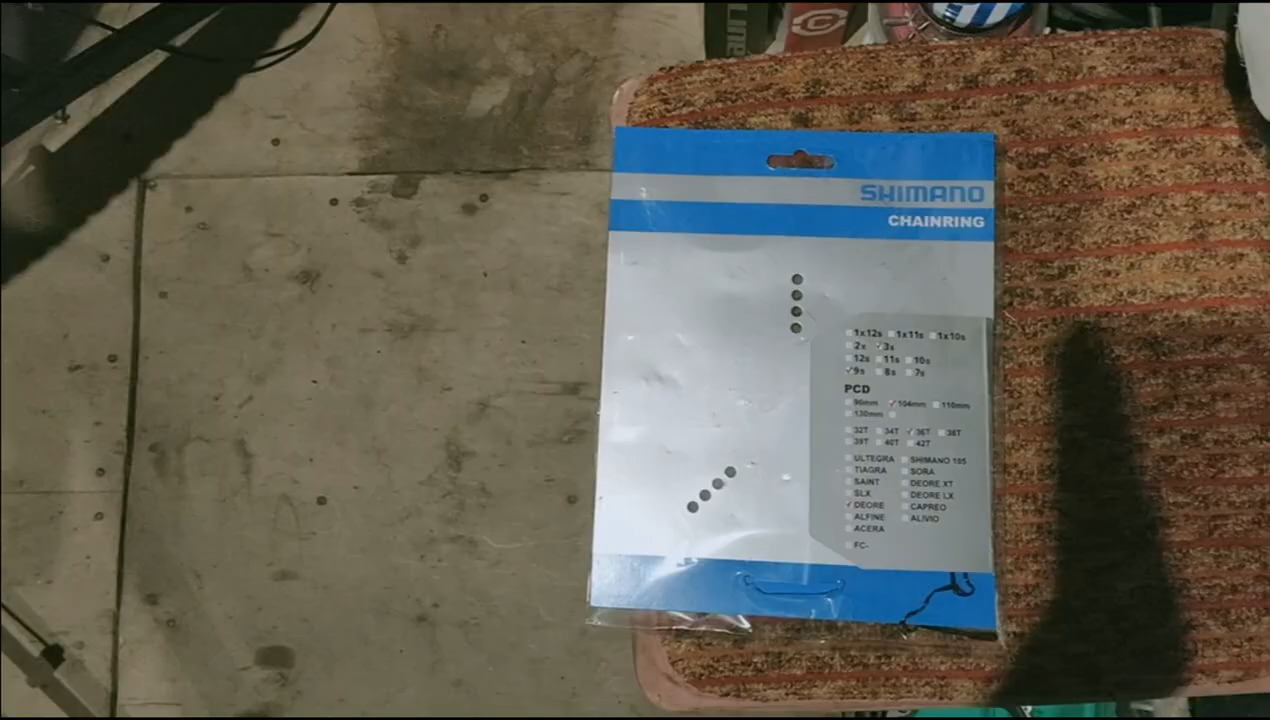 LINE
SHIMANO
CHAINRING
1x12s 1x11s 1x10s
2x 3x
12s 11s 10s
9s 8s 7s
PCD
90mm 104mm 110mm
130mm
32T 34T 36T 38T
39T 40T 42T
ULTEGRA SHIMANO 105
TIAGRA SORA
SAINT DEORE XT
SLX DEORE LX
DEORE CAPREO
ALFINE ALIVIO
ACERA
FC-